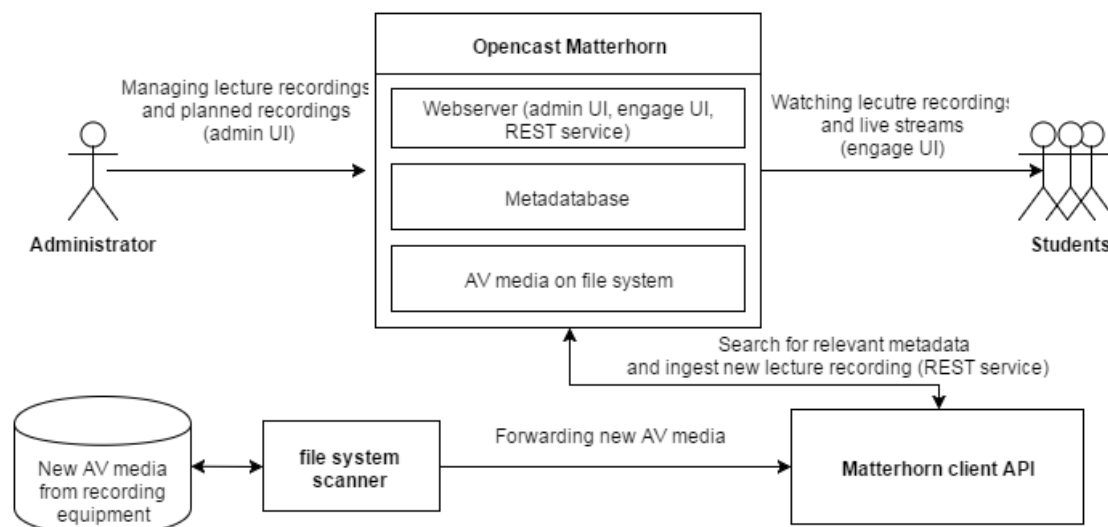 Opencast Matterhorn
Managing lecture recordings
and planned recordings
(admin UI)
Webserver (admin UI, engage UI,
REST service)
Watching lecutre recordings
and live streams
(engage UI)
Metadatabase
Administrator
Students
AV media on file system
Search for relevant metadata
and ingest new lecture recording (REST service)
New AV media
from recording
equipment
file system
scanner
Forwarding new AV media
Matterhorn client API